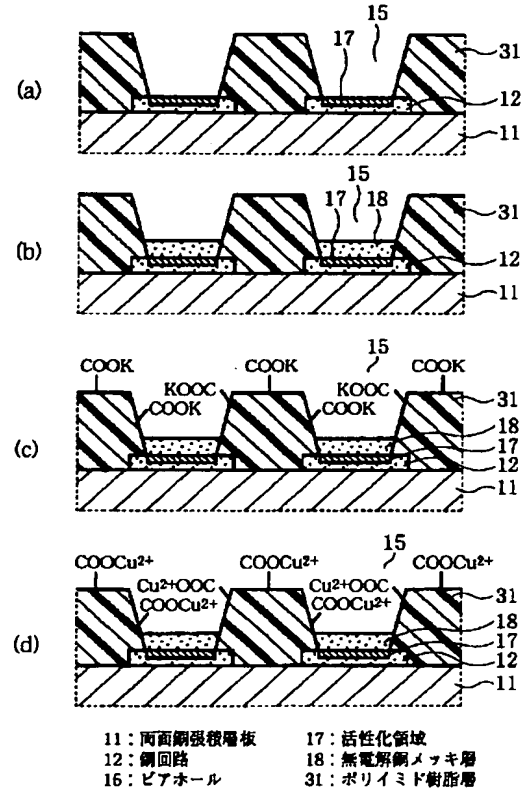 15
17
31
12
11
(a)
15
17 18
31
12
11
(b)
15
COOK COOK COOK
KOOC KOOC
COOK COOK
31
18
17
12
11
(c)
15
COOCu²⁺ COOCu²⁺ COOCu²⁺
Cu²⁺OOC Cu²⁺OOC
COOCu²⁺ COOCu²⁺
31
18
17
12
11
(d)
11：両面銅張積層板 17：活性化領域
12：銅回路 18：無電解銅メッキ層
15：ビアホール 31：ポリイミド樹脂層